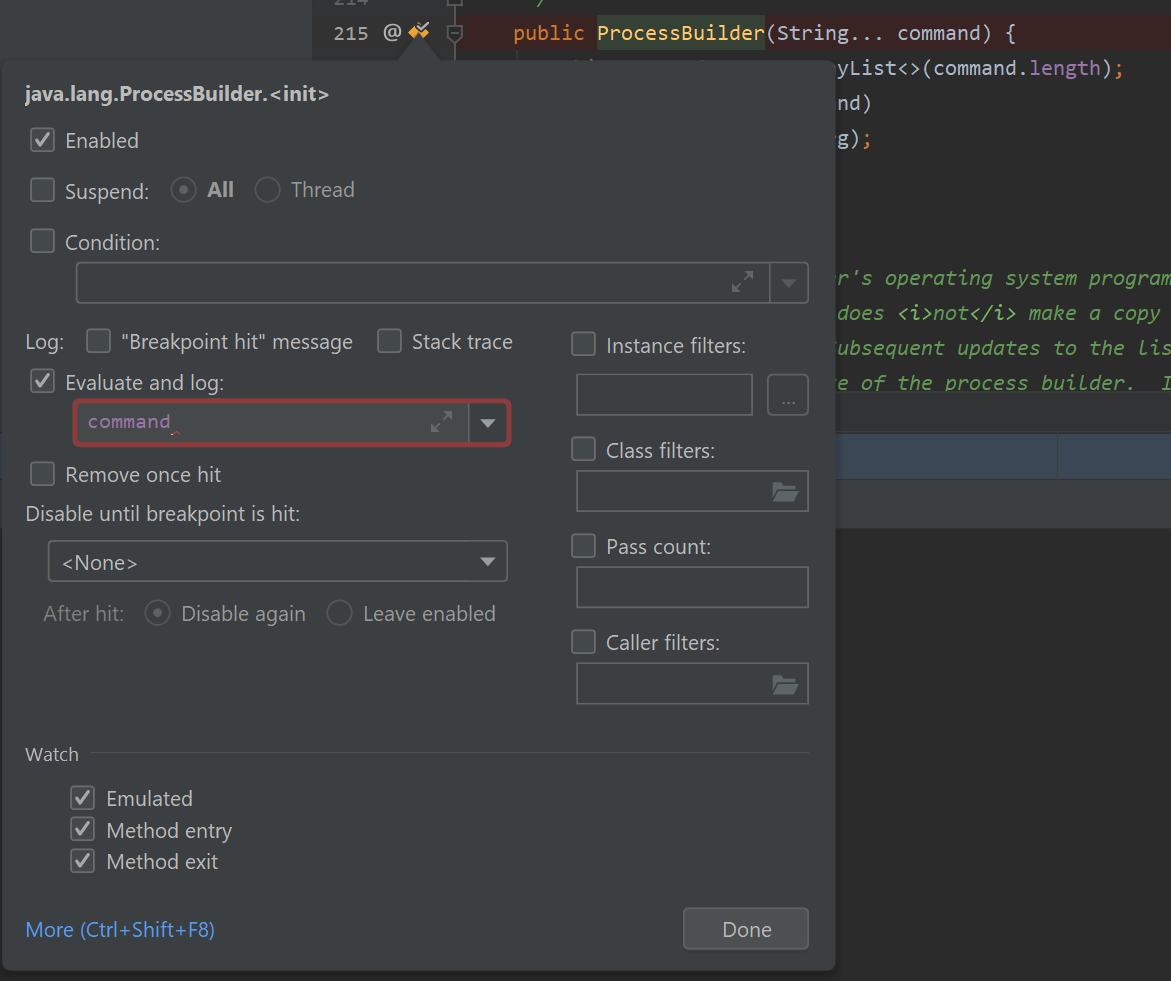 214 */
215 @ public ProcessBuilder(String... command) {
yList<>(command.length);
nd)
g);
java.lang.ProcessBuilder.<init>
Enabled
Suspend: All Thread
Condition:
r's operating system program
does <i>not</i> make a copy
ubsequent updates to the lis
e of the process builder. I
Log: "Breakpoint hit" message Stack trace
Evaluate and log:
command
Remove once hit
Disable until breakpoint is hit:
<None>
After hit: Disable again Leave enabled
Instance filters:
...
Class filters:
Pass count:
Caller filters:
Watch
Emulated
Method entry
Method exit
More (Ctrl+Shift+F8)
Done